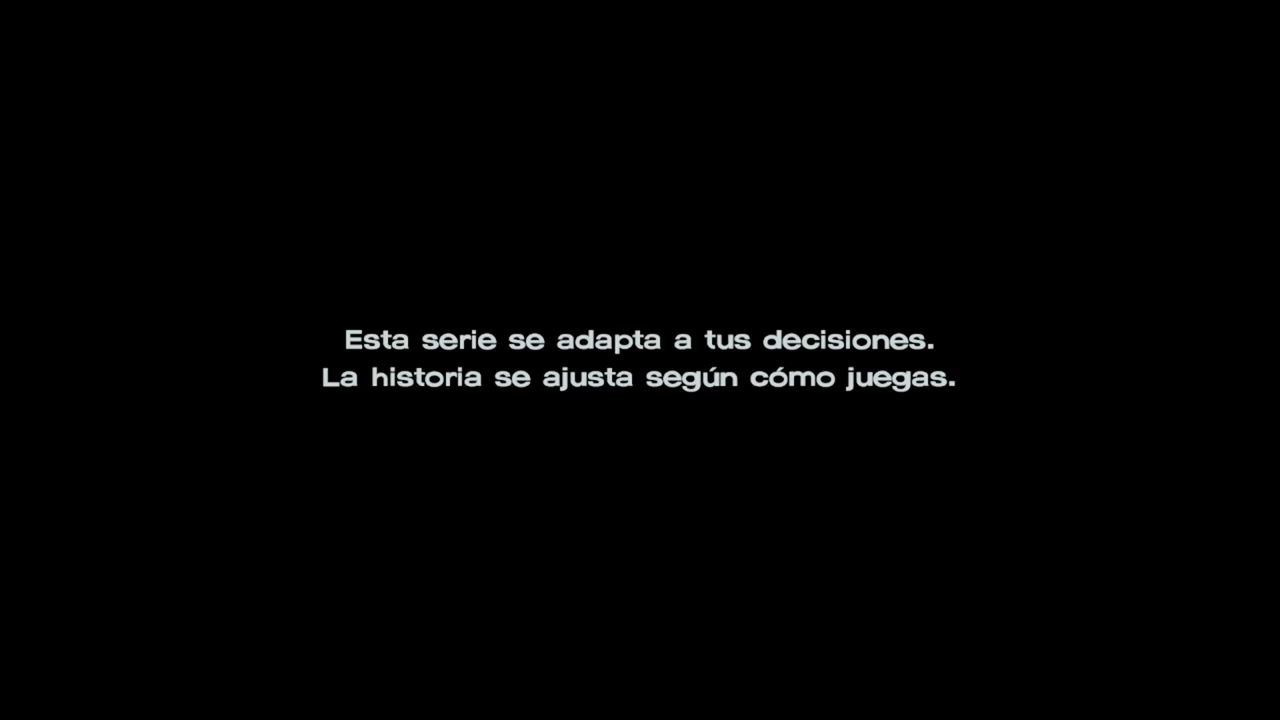 Esta serie se adapta a tus decisiones.
La historia se ajusta según cómo juegas.